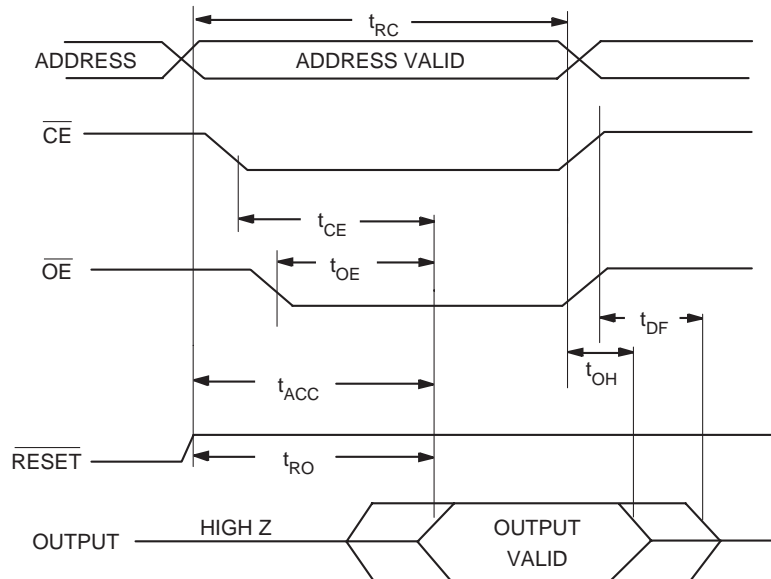 tRC
ADDRESS
ADDRESS VALID
CE
tCE
tOE
OE
tDF
tOH
tACC
RESET
tRO
OUTPUT
HIGH Z
OUTPUT
VALID